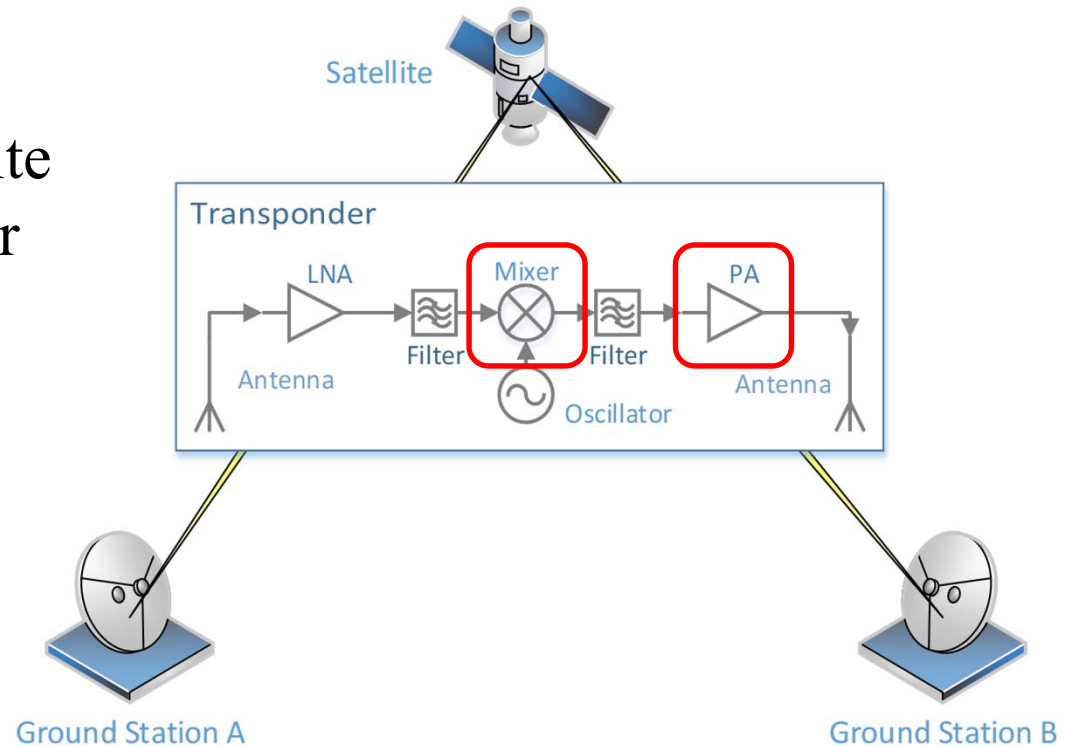 Satellite
Transponder
LNA
Mixer
PA
Filter
Filter
Antenna
Antenna
Oscillator
Ground Station A
Ground Station B